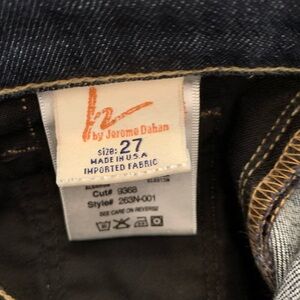 h
by Jerome Dahan
SIZE: 27
MADE IN U.S.A
IMPORTED FABRIC
Cut# 9368
Style# 263N-001
SEE CARE ON REVERSE